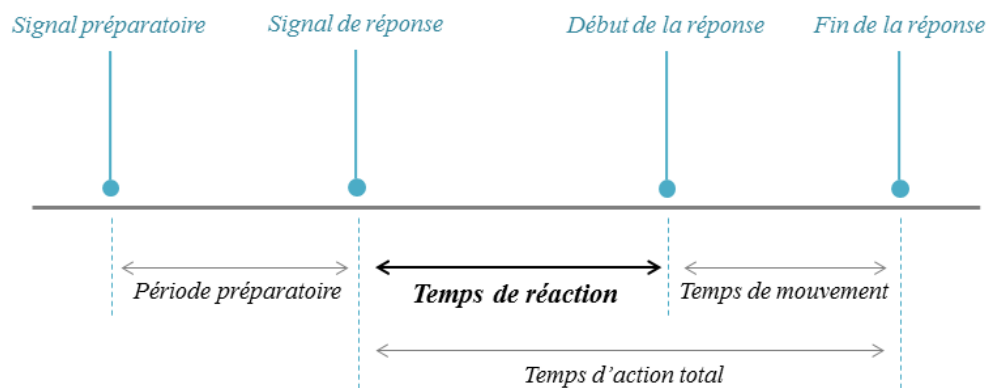 Signal préparatoire
Signal de réponse
Début de la réponse
Fin de la réponse
Période préparatoire
Temps de réaction
Temps de mouvement
Temps d’action total